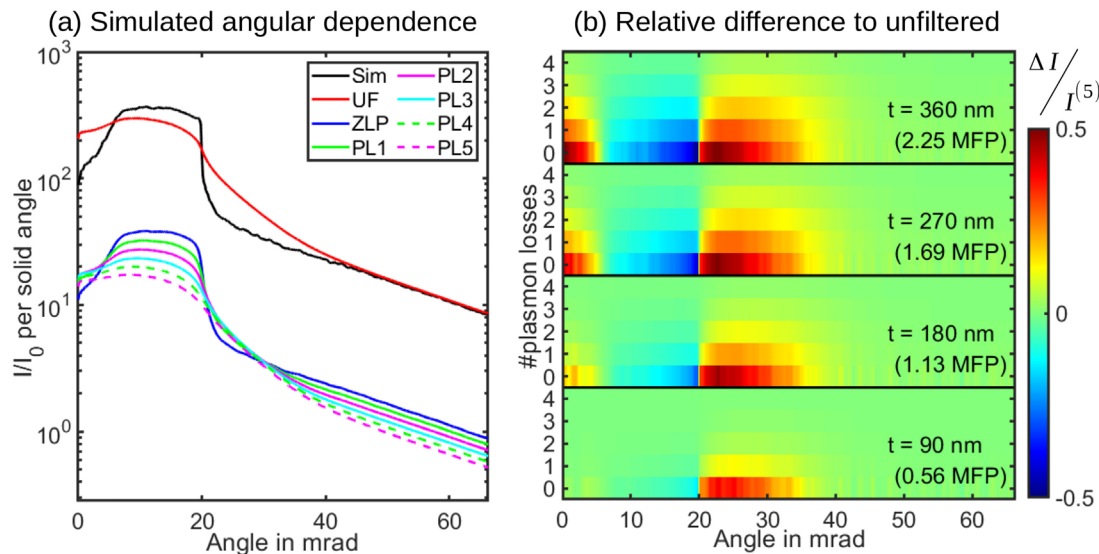 (a) Simulated angular dependence
I/I₀ per solid angle
10³
10²
10¹
10⁰
0 20 40 60
Angle in mrad
Sim PL2
UF PL3
ZLP PL4
PL1 PL5
(b) Relative difference to unfiltered
#plasmon losses
4
3
2
1
0
t = 360 nm
(2.25 MFP)
4
3
2
1
0
t = 270 nm
(1.69 MFP)
4
3
2
1
0
t = 180 nm
(1.13 MFP)
4
3
2
1
0
t = 90 nm
(0.56 MFP)
0 10 20 30 40 50 60
Angle in mrad
ΔI/I⁽⁵⁾
0.5
0
-0.5